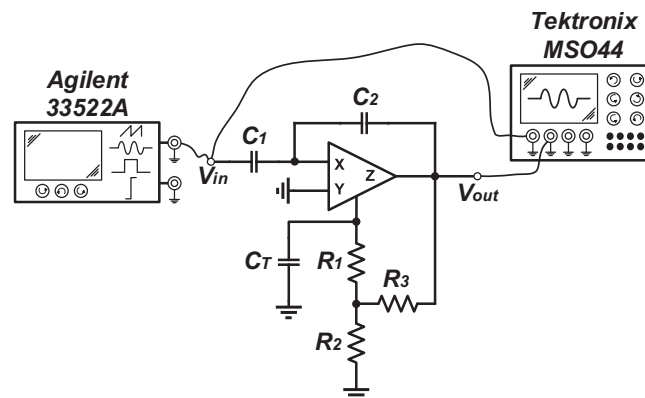 Tektronix
MSO44
Agilent
33522A
C1
C2
Vin
X
Y
Z
Vout
CT
R1
R3
R2